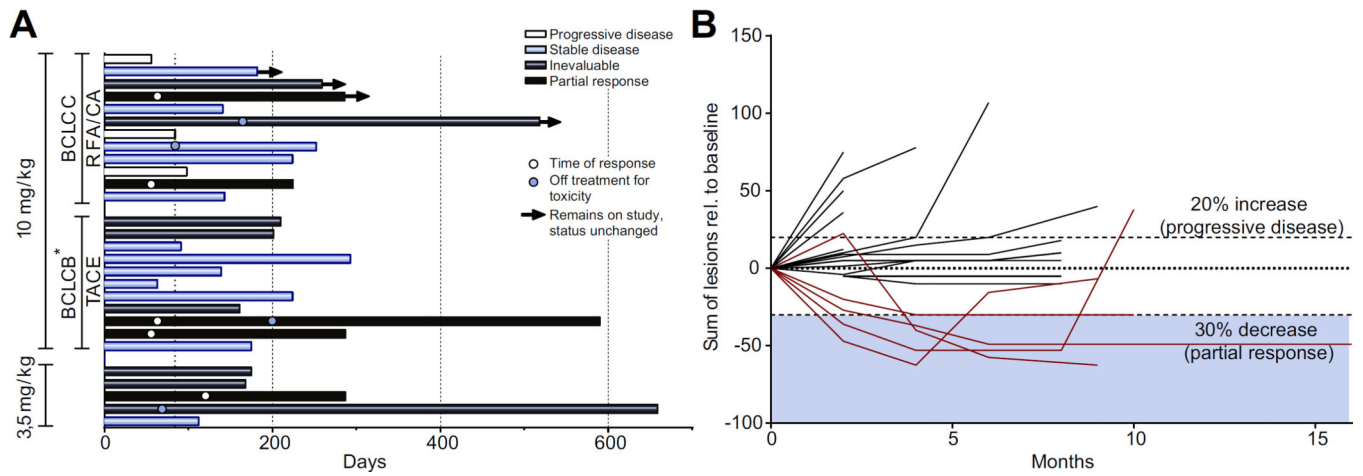 A
Progressive disease
Stable disease
Inevaluable
Partial response
Time of response
Off treatment for
toxicity
Remains on study,
status unchanged
10 mg/kg
BCLCC
RFA/CA
BCLCB*
TACE
3,5 mg/kg
0 200 400 600
Days
B
Sum of lesions rel. to baseline
150
100
50
0
-50
-100
20% increase
(progressive disease)
30% decrease
(partial response)
0 5 10 15
Months